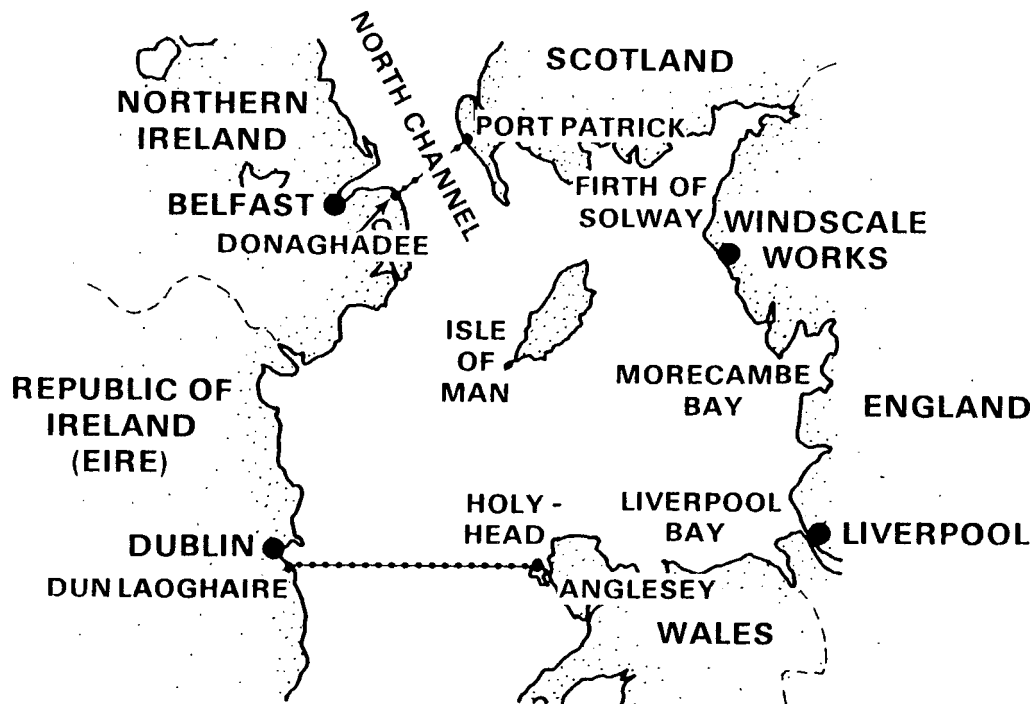 NORTH CHANNEL
SCOTLAND
NORTHERN
IRELAND
PORT PATRICK
BELFAST
FIRTH OF
SOLWAY
DONAGHADEE
WINDSCALE
WORKS
ISLE
OF
MAN
MORECAMBE
BAY
REPUBLIC OF
IRELAND
(EIRE)
ENGLAND
HOLY-
HEAD
LIVERPOOL
BAY
DUBLIN
LIVERPOOL
DUN LAOGHAIRE
ANGLESEY
WALES